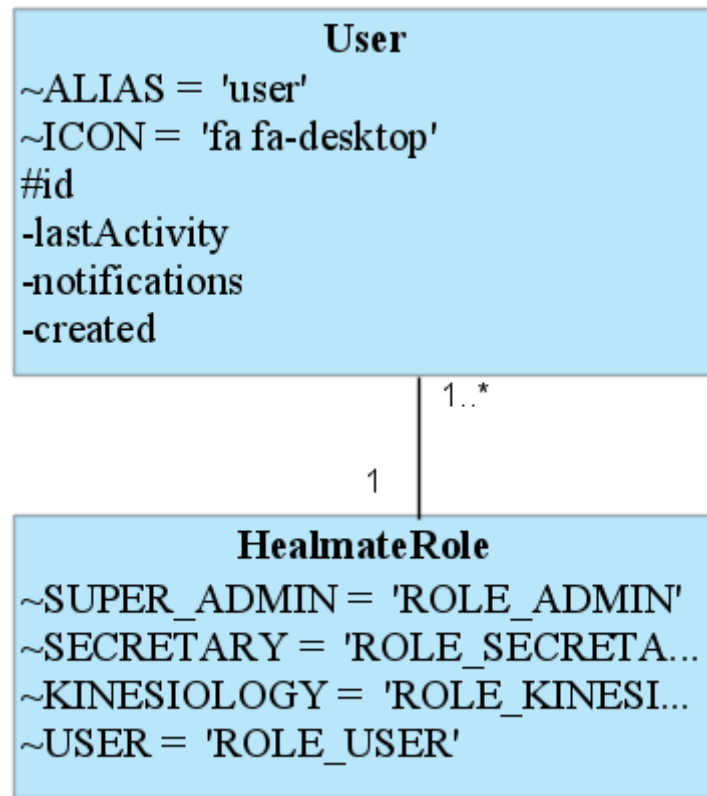 User
~ALIAS = 'user'
~ICON = 'fa fa-desktop'
#id
-lastActivity
-notifications
-created
1..*
1
HealmateRole
~SUPER_ADMIN = 'ROLE_ADMIN'
~SECRETARY = 'ROLE_SECRETA...
~KINESIOLOGY = 'ROLE_KINESI...
~USER = 'ROLE_USER'